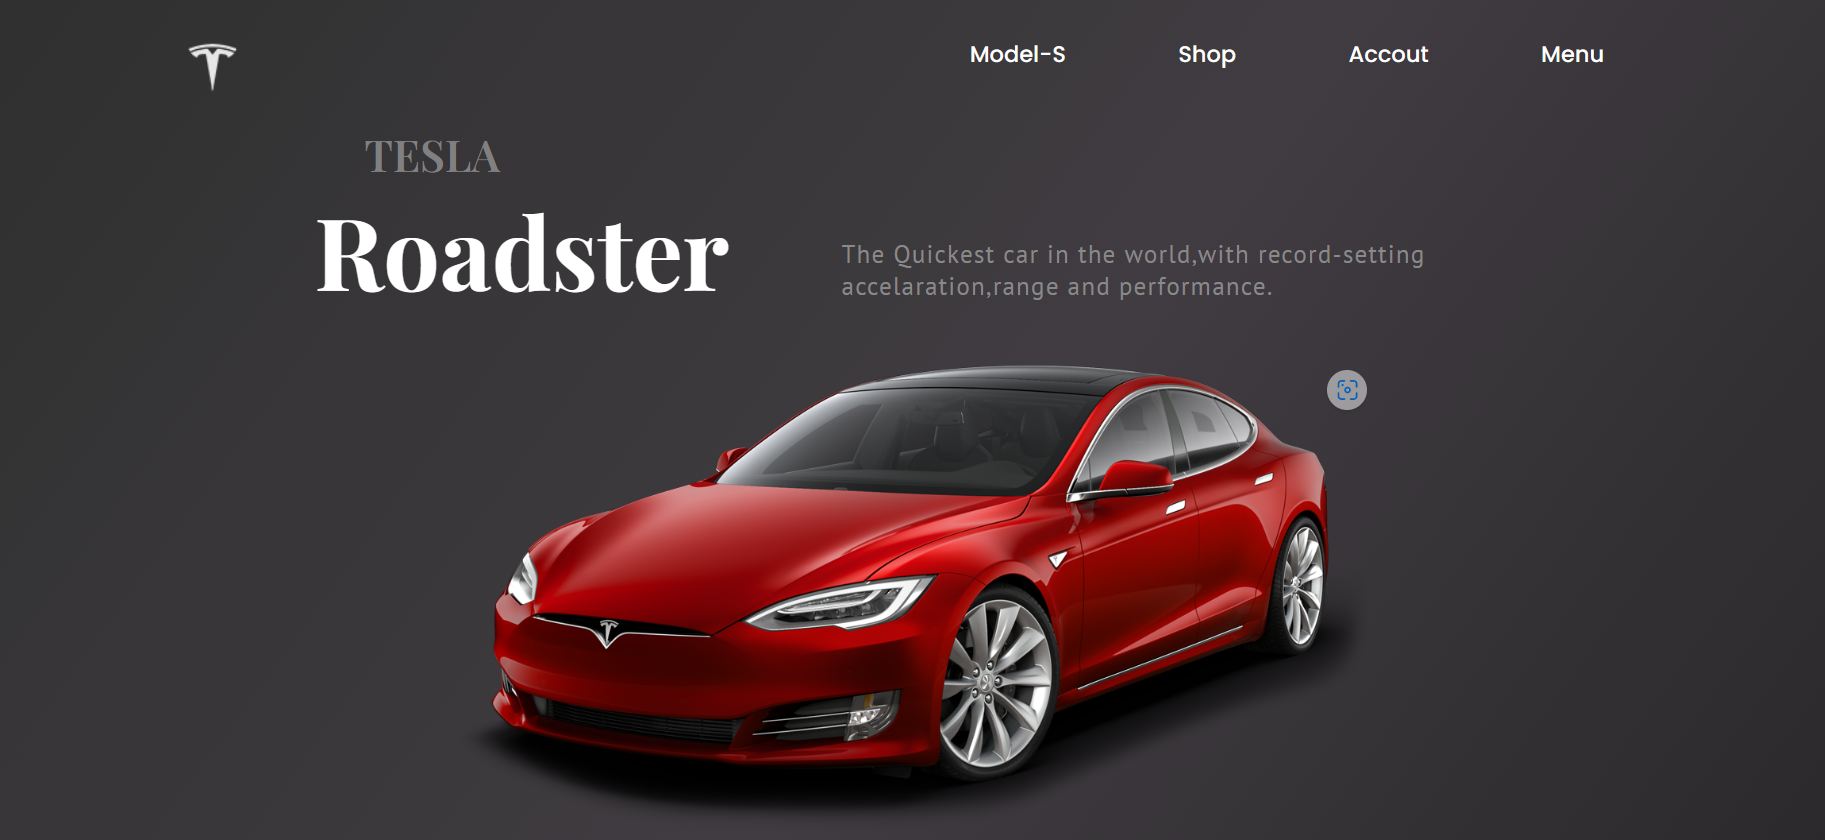 Model-S Shop Accout Menu
TESLA
Roadster
The Quickest car in the world,with record-setting
accelaration,range and performance.